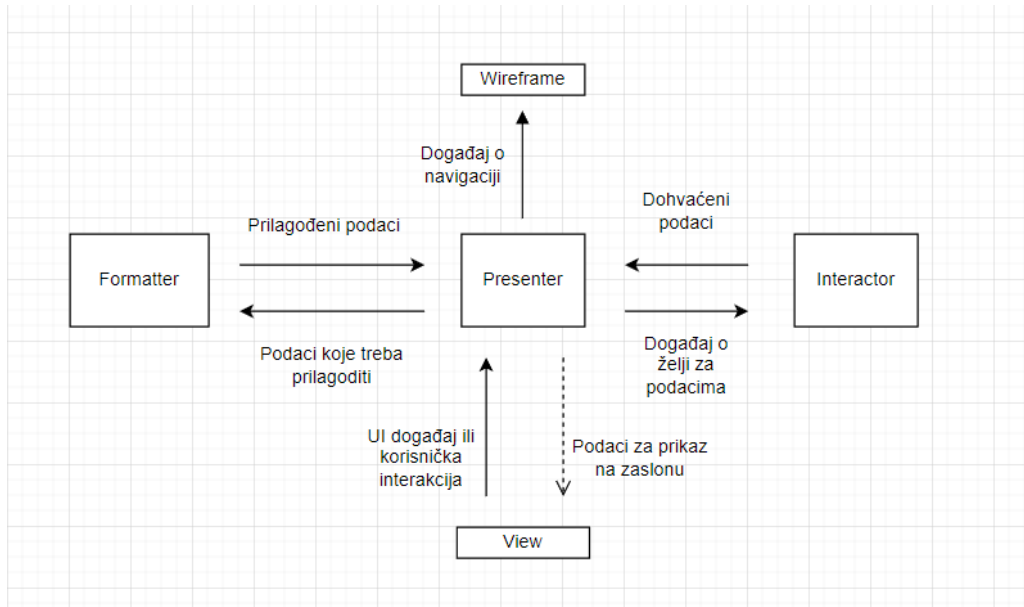 Wireframe
Događaj o
navigaciji
Dohvaćeni
podaci
Prilagođeni podaci
Formatter
Presenter
Interactor
Podaci koje treba
prilagoditi
Događaj o
želji za
podacima
UI događaj ili
korisnička
interakcija
Podaci za prikaz
na zaslonu
View